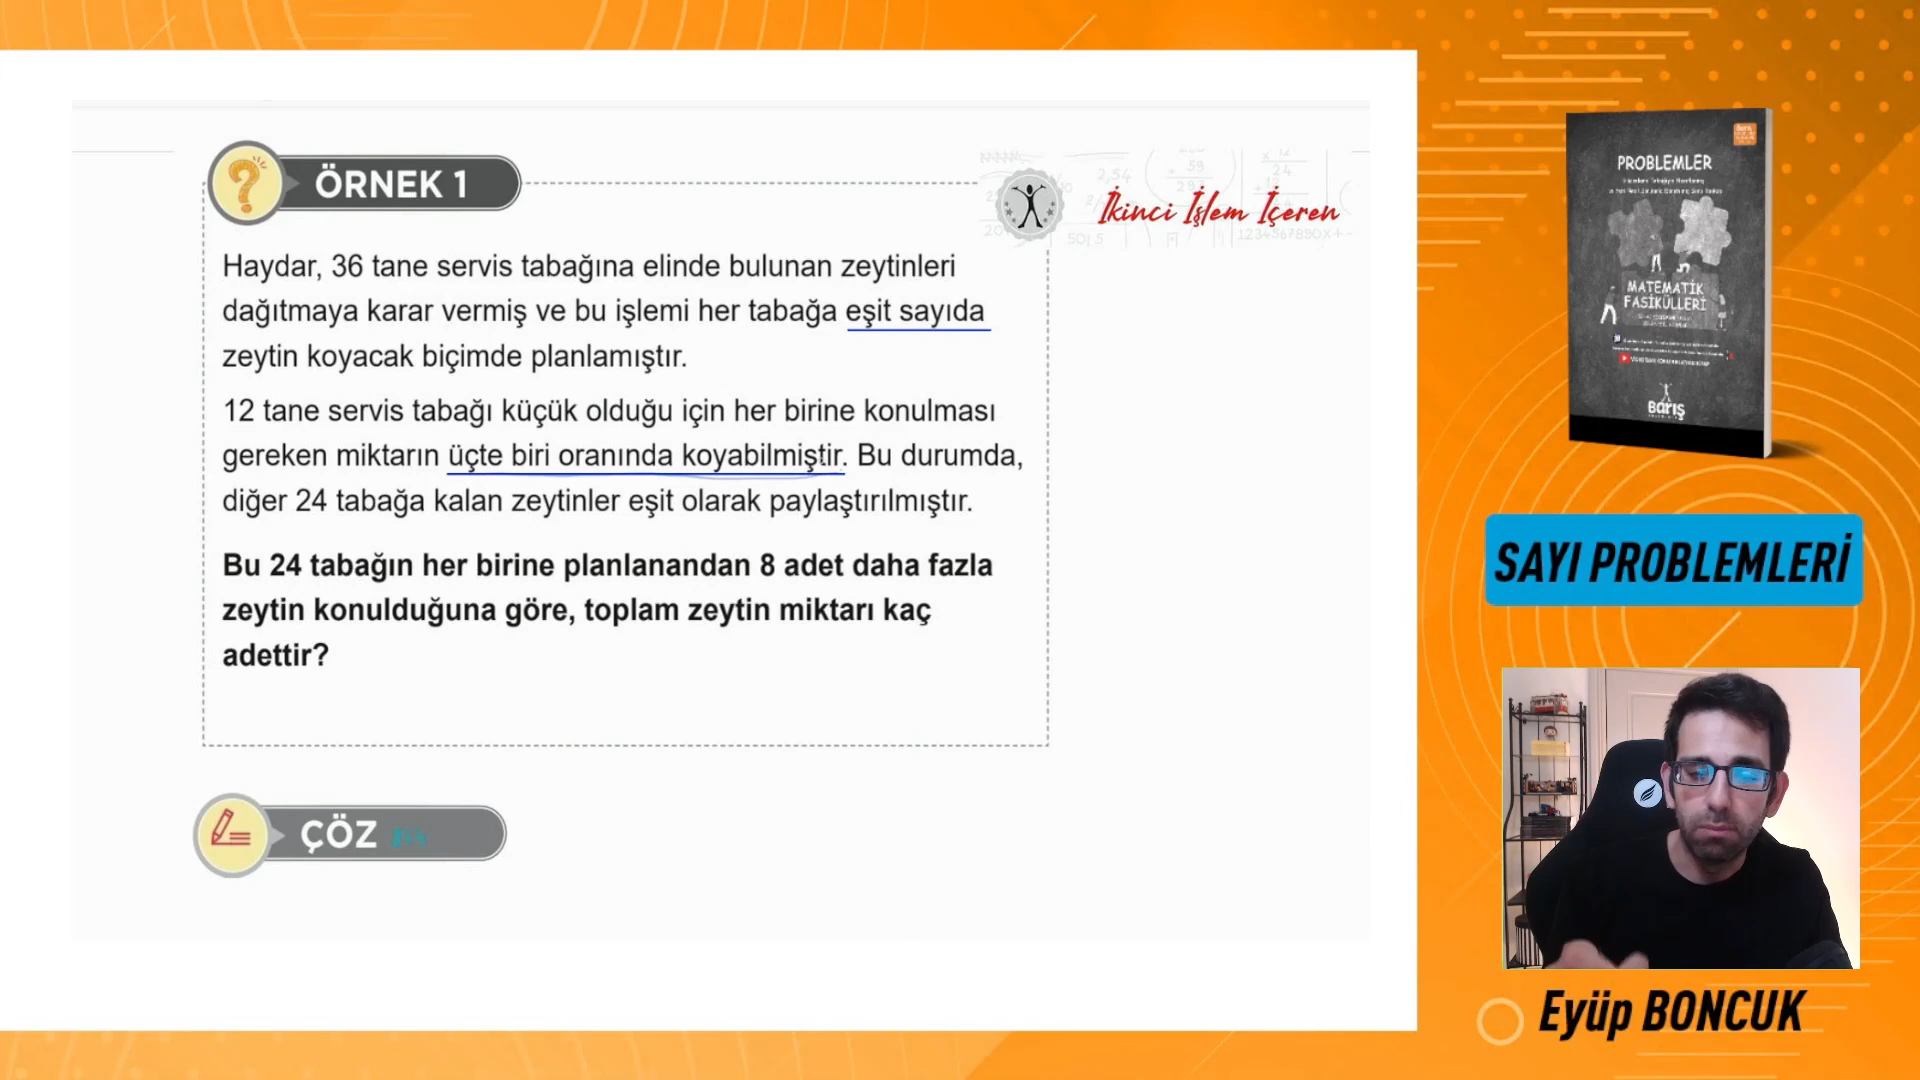 ÖRNEK 1
İkinci İşlem İçeren
Haydar, 36 tane servis tabağına elinde bulunan zeytinleri
dağıtmaya karar vermiş ve bu işlemi her tabağa eşit sayıda
zeytin koyacak biçimde planlamıştır.
12 tane servis tabağı küçük olduğu için her birine konulması
gereken miktarın üçte biri oranında koyabilmiştir. Bu durumda,
diğer 24 tabağa kalan zeytinler eşit olarak paylaştırılmıştır.
Bu 24 tabağın her birine planlanandan 8 adet daha fazla
zeytin konulduğuna göre, toplam zeytin miktarı kaç
adettir?
ÇÖZ
PROBLEMLER
MATEMATİK
FASİKÜLLERİ
Barış
SAYI PROBLEMLERİ
Eyüp BONCUK